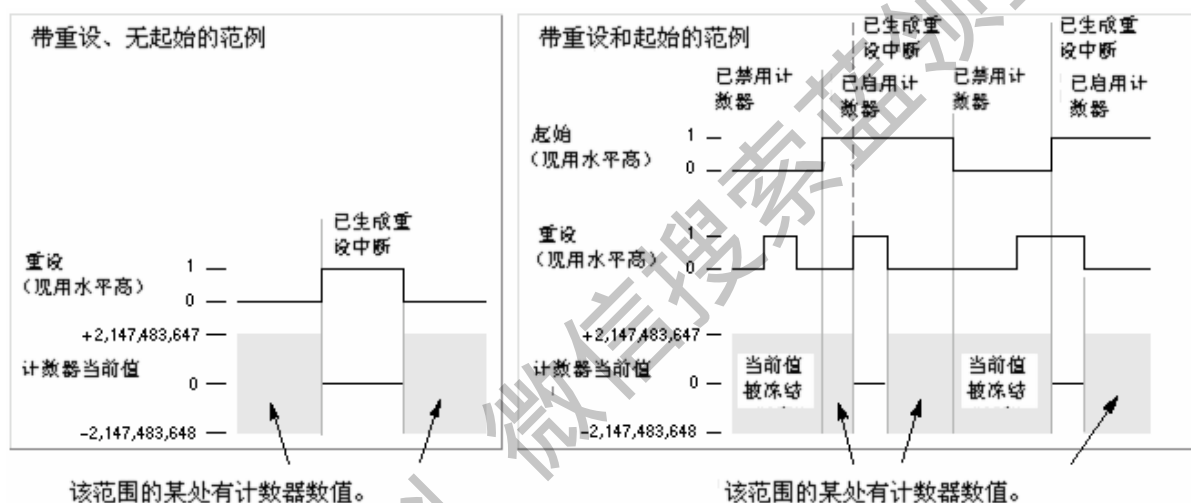 带重设、无起始的范例
已生成重
设中断
重设
（现用水平高）
1
0
+2,147,483,647
计数器当前值
0
-2,147,483,648
该范围的某处有计数器数值。
带重设和起始的范例
已生成重
设中断
已生成重
设中断
已禁用计
数器
已启用计
数器
已禁用计
数器
已启用计
数器
起始
（现用水平高）
1
0
重设
（现用水平高）
1
0
+2,147,483,647
计数器当前值
0
-2,147,483,648
当前值
被冻结
当前值
被冻结
该范围的某处有计数器数值。
微信搜索蓝领